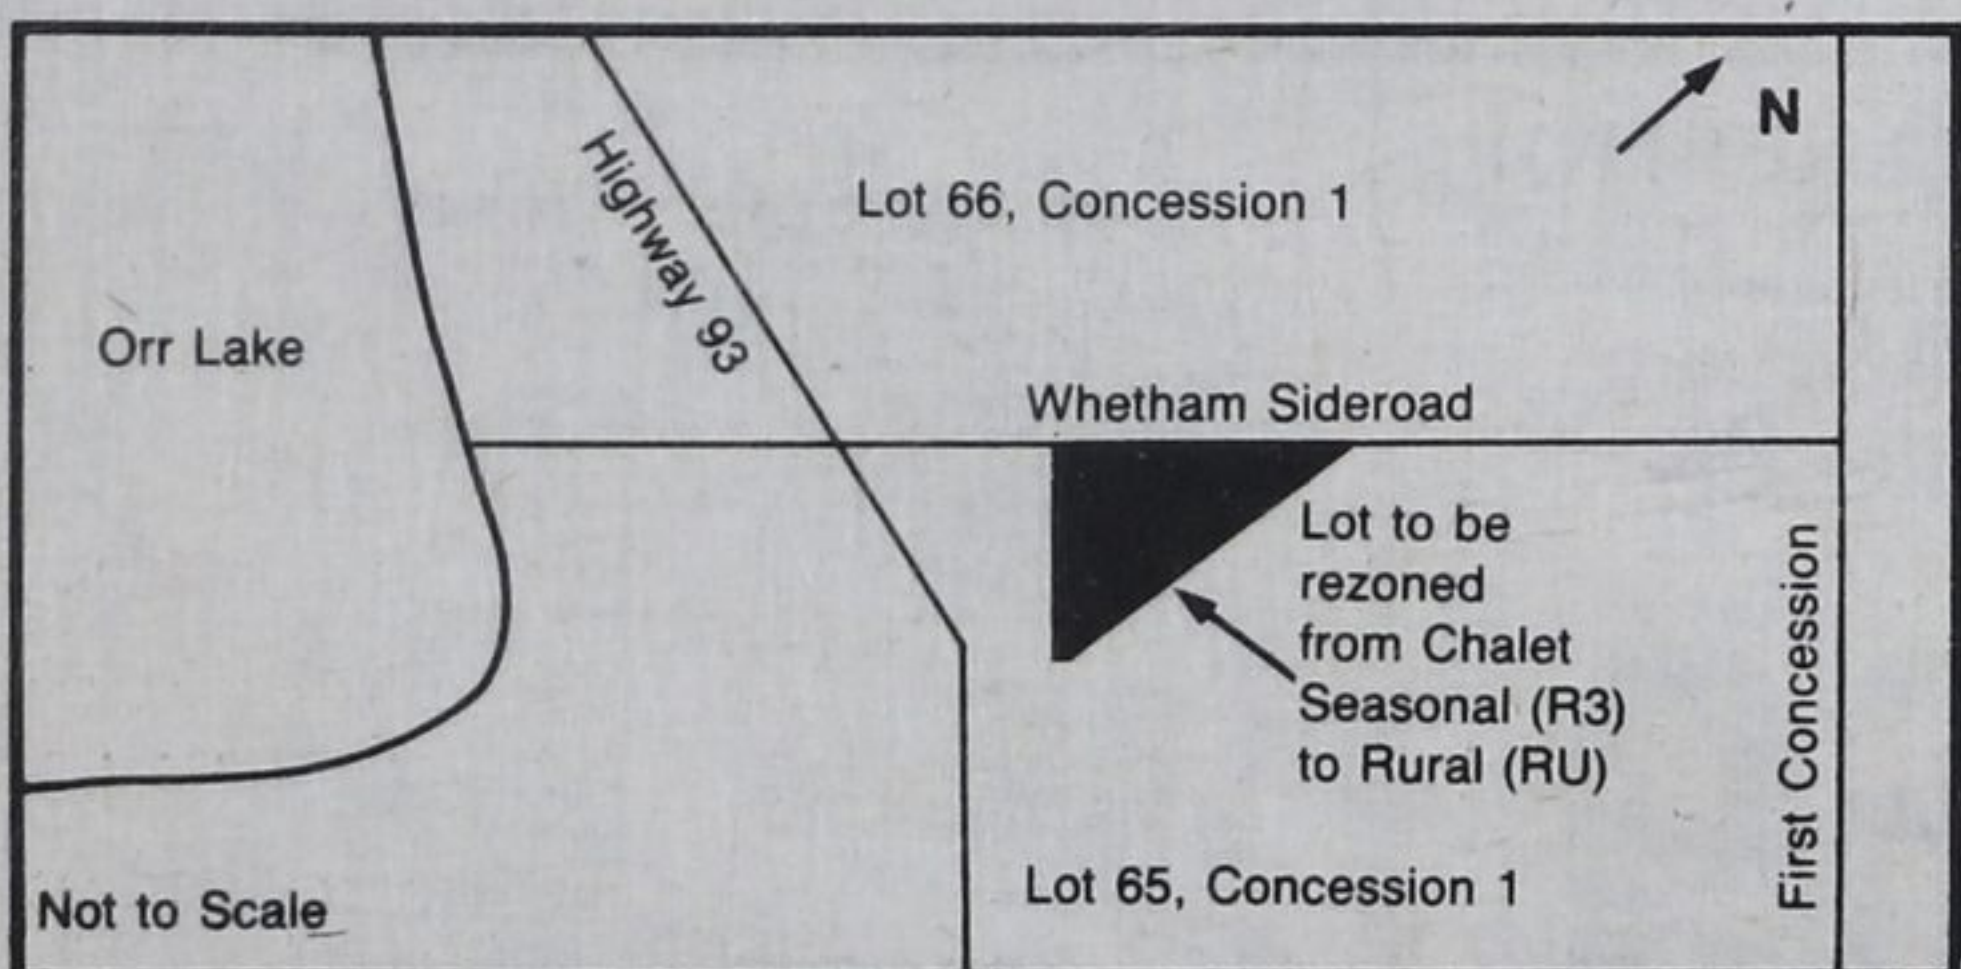 N
Highway 93
Lot 66, Concession 1
Orr Lake
Whetham Sideroad
Lot to be
rezoned
from Chalet
Seasonal (R3)
to Rural (RU)
First Concession
Lot 65, Concession 1
Not to Scale